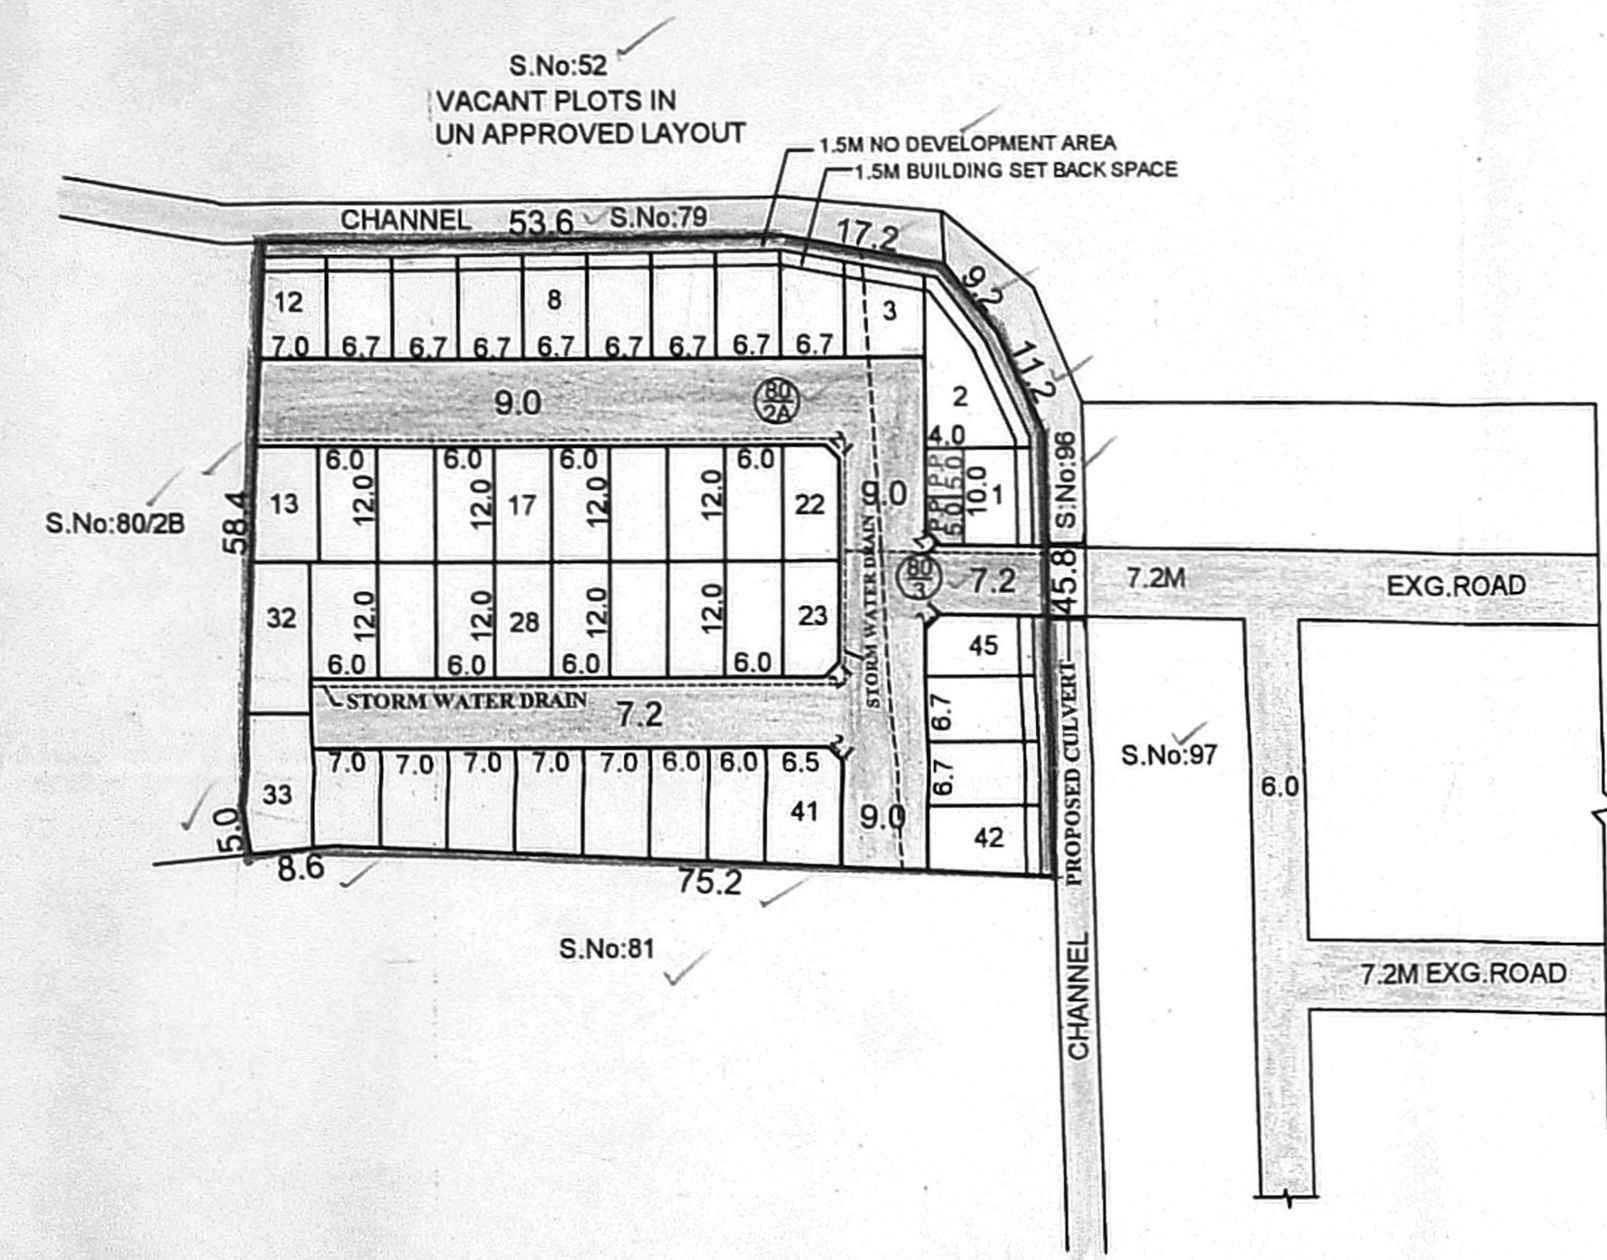 S.No:52
VACANT PLOTS IN
UN APPROVED LAYOUT
1.5M NO DEVELOPMENT AREA
1.5M BUILDING SET BACK SPACE
CHANNEL 53.6 S.No:79
17.2
9.2
11.2
12 8 3
7.0 6.7 6.7 6.7 6.7 6.7 6.7 6.7 6.7
9.0
80
2A
2
4.0
S.No:96
6.0 6.0 6.0 6.0
13 12.0 12.0 17 12.0 12.0 22
9.0
P.P P.P
5.0 5.0
10.0
1
S.No:80/2B
58.4
STORM WATER DRAIN
80
3
7.2
45.8
7.2M
EXG.ROAD
32 12.0 12.0 28 12.0 12.0 23
6.0 6.0 6.0 6.0
45
STORM WATER DRAIN
7.2
6.7
6.7
PROPOSED CULVERT
S.No:97
6.0
7.0 7.0 7.0 7.0 7.0 6.0 6.0 6.5
33
41
9.0
42
5.0
8.6
75.2
S.No:81
CHANNEL
7.2M EXG.ROAD